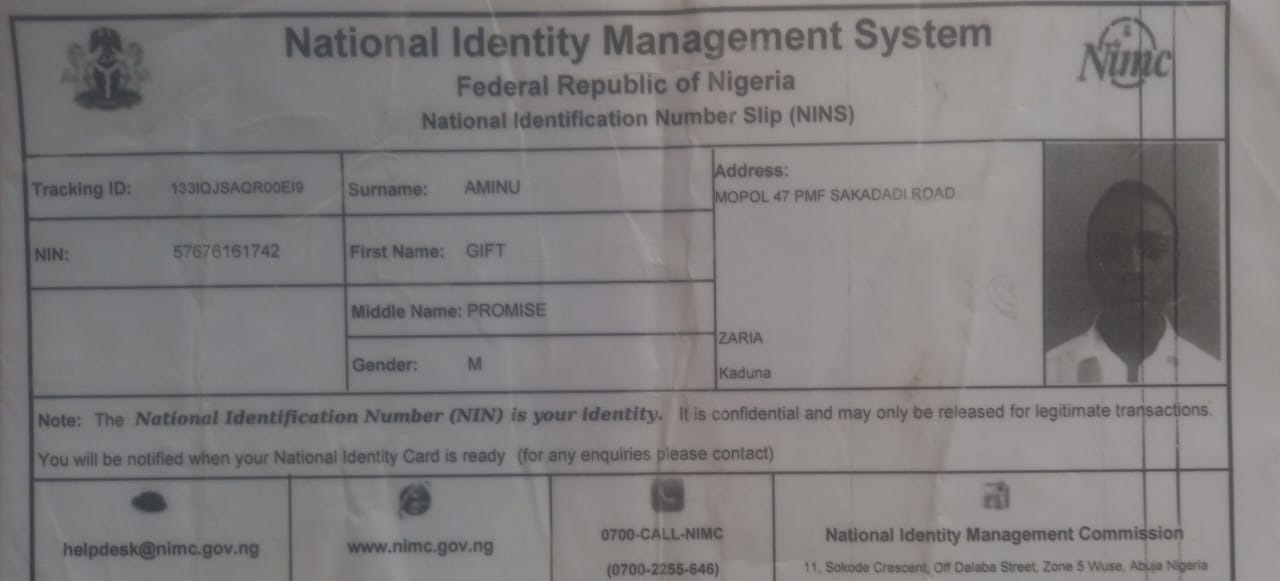 National Identity Management System
Federal Republic of Nigeria
National Identification Number Slip (NINS)
Nimc
Tracking ID: 133IQJSAQR00EI9
Surname: AMINU
Address:
MOPOL 47 PMF SAKADADI ROAD
NIN: 57676161742
First Name: GIFT
Middle Name: PROMISE
ZARIA
Gender: M
Kaduna
Note: The National Identification Number (NIN) is your identity. It is confidential and may only be released for legitimate transactions.
You will be notified when your National Identity Card is ready (for any enquiries please contact)
helpdesk@nimc.gov.ng
www.nimc.gov.ng
0700-CALL-NIMC
(0700-2255-646)
National Identity Management Commission
11, Sokode Crescent, Off Dalaba Street, Zone 5 Wuse, Abuja Nigeria